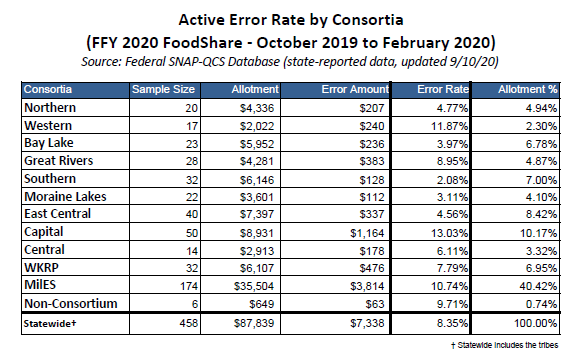 Active Error Rate by Consortia
(FFY 2020 FoodShare - October 2019 to February 2020)
Source: Federal SNAP-QCS Database (state-reported data, updated 9/10/20)
Consortia Sample Size Allotment Error Amount Error Rate Allotment %
Northern 20 $4,336 $207 4.77% 4.94%
Western 17 $2,022 $240 11.87% 2.30%
Bay Lake 23 $5,952 $236 3.97% 6.78%
Great Rivers 28 $4,281 $383 8.95% 4.87%
Southern 32 $6,146 $128 2.08% 7.00%
Moraine Lakes 22 $3,601 $112 3.11% 4.10%
East Central 40 $7,397 $337 4.56% 8.42%
Capital 50 $8,931 $1,164 13.03% 10.17%
Central 14 $2,913 $178 6.11% 3.32%
WKRP 32 $6,107 $476 7.79% 6.95%
MilES 174 $35,504 $3,814 10.74% 40.42%
Non-Consortium 6 $649 $63 9.71% 0.74%
Statewide† 458 $87,839 $7,338 8.35% 100.00%
† Statewide includes the tribes